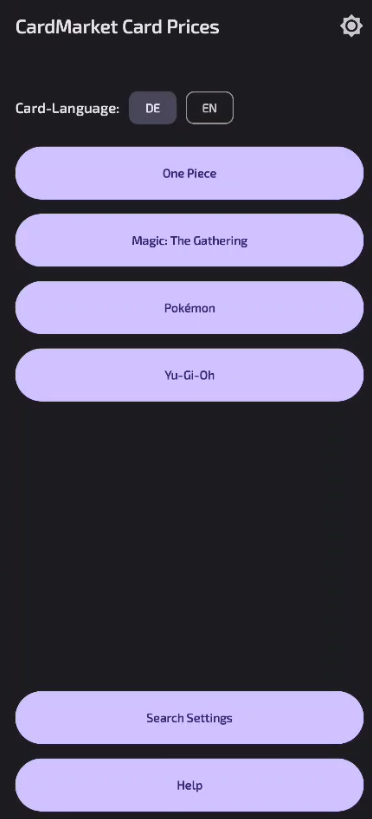 CardMarket Card Prices
Card-Language: DE EN
One Piece
Magic: The Gathering
Pokémon
Yu-Gi-Oh
Search Settings
Help